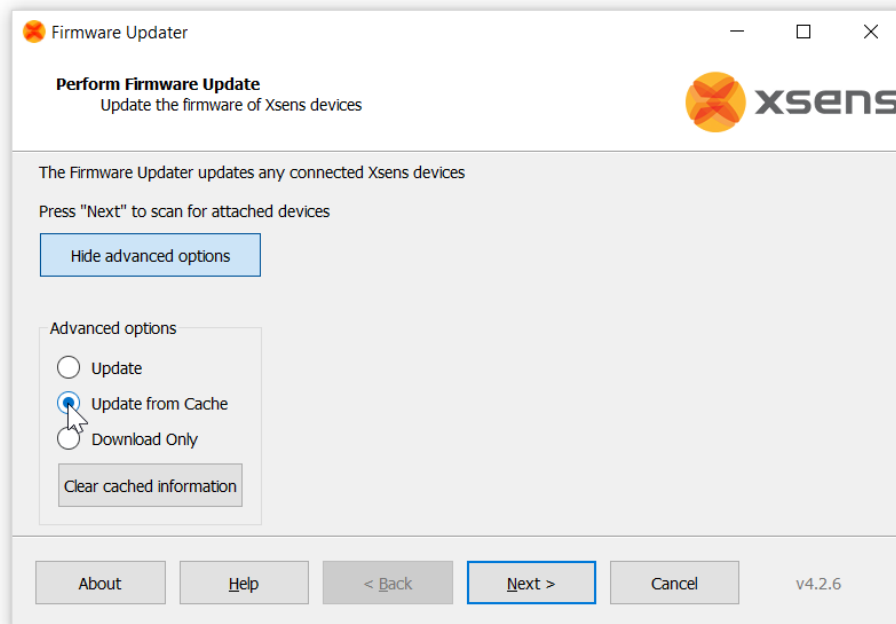 Firmware Updater
Perform Firmware Update
Update the firmware of Xsens devices
xsens
The Firmware Updater updates any connected Xsens devices
Press "Next" to scan for attached devices
Hide advanced options
Advanced options
Update
Update from Cache
Download Only
Clear cached information
About
Help
< Back
Next >
Cancel
v4.2.6